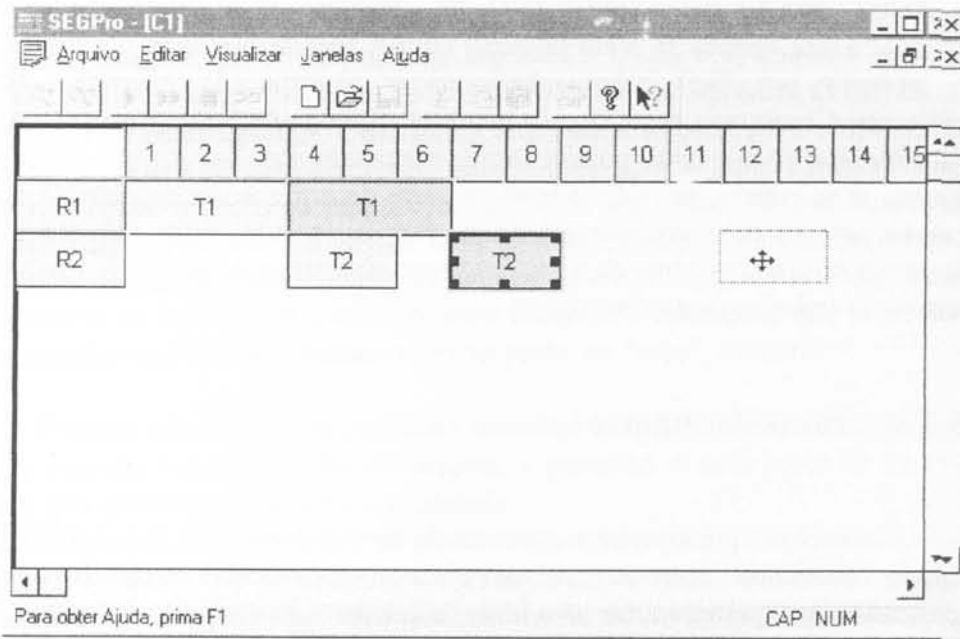 SEGPro - [C1]
Arquivo Editar Visualizar Janelas Ajuda
1 2 3 4 5 6 7 8 9 10 11 12 13 14 15
R1 T1 T1
R2 T2 T2
Para obter Ajuda, prima F1 CAP NUM